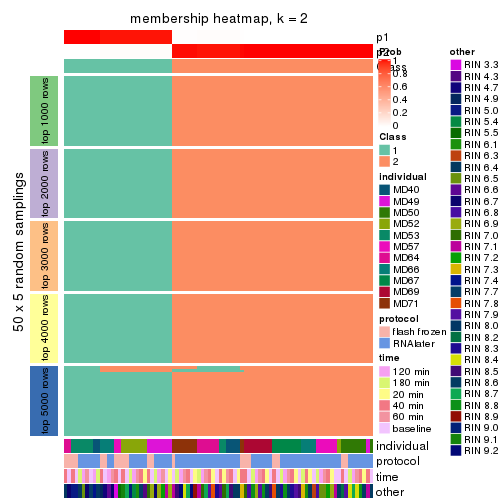 membership heatmap, k = 2
p1
p2
Class
50 x 5 random samplings
top 1000 rows
top 2000 rows
top 3000 rows
top 4000 rows
top 5000 rows
individual
protocol
time
other
Prob
1
0.8
0.6
0.4
0.2
0
Class
1
2
individual
MD40
MD49
MD50
MD52
MD53
MD57
MD64
MD66
MD67
MD69
MD71
protocol
flash frozen
RNAlater
time
120 min
180 min
20 min
40 min
60 min
baseline
other
RIN 3.3
RIN 4.3
RIN 4.7
RIN 4.9
RIN 5.0
RIN 5.4
RIN 5.5
RIN 6.1
RIN 6.3
RIN 6.4
RIN 6.5
RIN 6.6
RIN 6.7
RIN 6.8
RIN 6.9
RIN 7.0
RIN 7.1
RIN 7.2
RIN 7.3
RIN 7.4
RIN 7.7
RIN 7.8
RIN 7.9
RIN 8.0
RIN 8.2
RIN 8.3
RIN 8.4
RIN 8.5
RIN 8.6
RIN 8.7
RIN 8.8
RIN 8.9
RIN 9.0
RIN 9.1
RIN 9.2